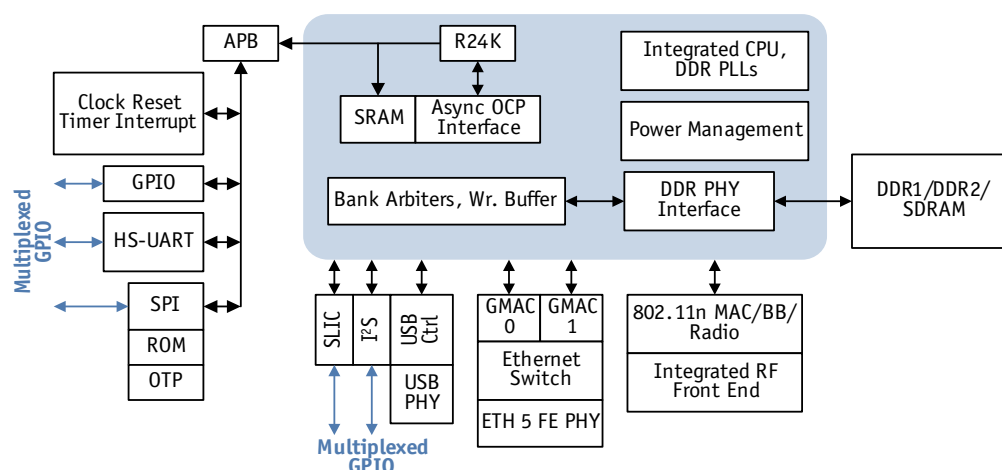 APB
R24K
Integrated CPU,
DDR PLLs
Clock Reset
Timer Interrupt
SRAM
Async OCP
Interface
Power Management
GPIO
Bank Arbiters, Wr. Buffer
DDR PHY
Interface
DDR1/DDR2/
SDRAM
HS-UART
Multiplexed
GPIO
SPI
ROM
OTP
SLIC
I²S
USB
Ctrl
USB
PHY
GMAC
0
GMAC
1
Ethernet
Switch
ETH 5 FE PHY
802.11n MAC/BB/
Radio
Integrated RF
Front End
Multiplexed
GPIO